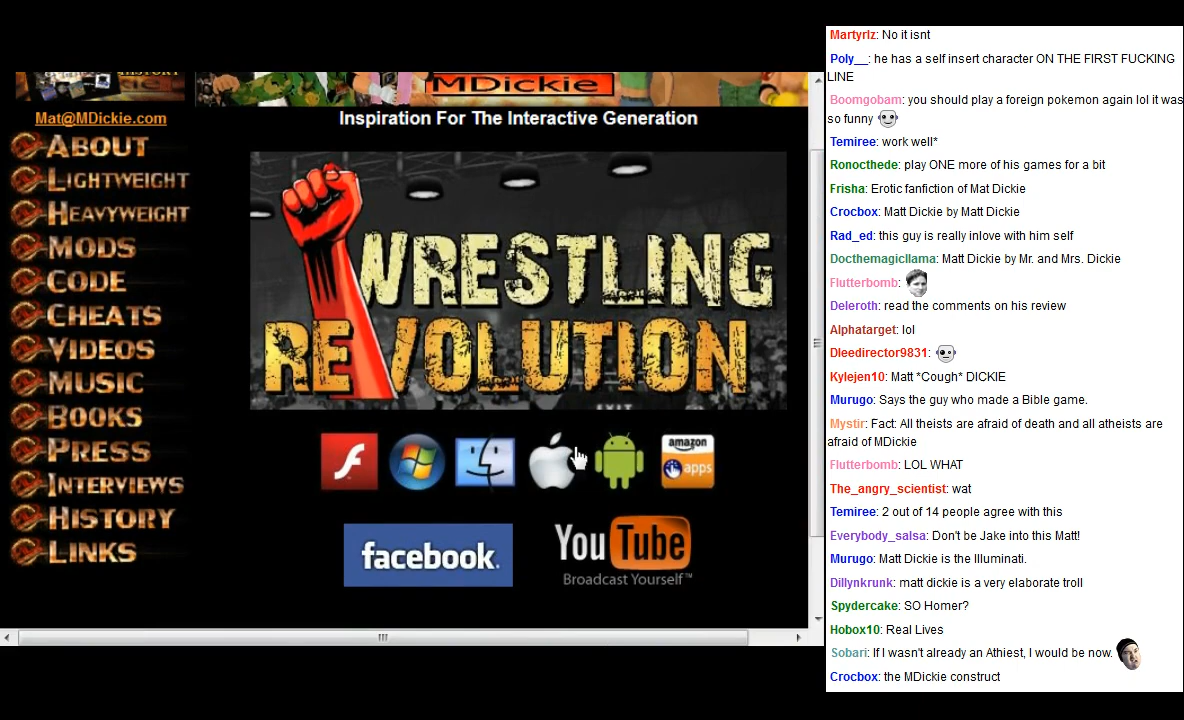 HISTORY
MDickie
Mat@MDickie.com
Inspiration For The Interactive Generation
ABOUT
LIGHTWEIGHT
HEAVYWEIGHT
MODS
CODE
CHEATS
VIDEOS
MUSIC
BOOKS
PRESS
INTERVIEWS
HISTORY
LINKS
WRESTLING
REVOLUTION
EXIT
amazon
apps
facebook.
YouTube
Broadcast Yourself™
Martyrlz: No it isnt
Poly__: he has a self insert character ON THE FIRST FUCKING
LINE
Boomgobam: you should play a foreign pokemon again lol it was
so funny
Temiree: work well*
Ronocthede: play ONE more of his games for a bit
Frisha: Erotic fanfiction of Mat Dickie
Crocbox: Matt Dickie by Matt Dickie
Rad_ed: this guy is really inlove with him self
Docthemagicllama: Matt Dickie by Mr. and Mrs. Dickie
Flutterbomb:
Deleroth: read the comments on his review
Alphatarget: lol
Dleedirector9831:
Kylejen10: Matt *Cough* DICKIE
Murugo: Says the guy who made a Bible game.
Mystir: Fact: All theists are afraid of death and all atheists are
afraid of MDickie
Flutterbomb: LOL WHAT
The_angry_scientist: wat
Temiree: 2 out of 14 people agree with this
Everybody_salsa: Don't be Jake into this Matt!
Murugo: Matt Dickie is the Illuminati.
Dillynkrunk: matt dickie is a very elaborate troll
Spydercake: SO Homer?
Hobox10: Real Lives
Sobari: If I wasn't already an Athiest, I would be now.
Crocbox: the MDickie construct